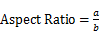 Aspect Ratio = a/b